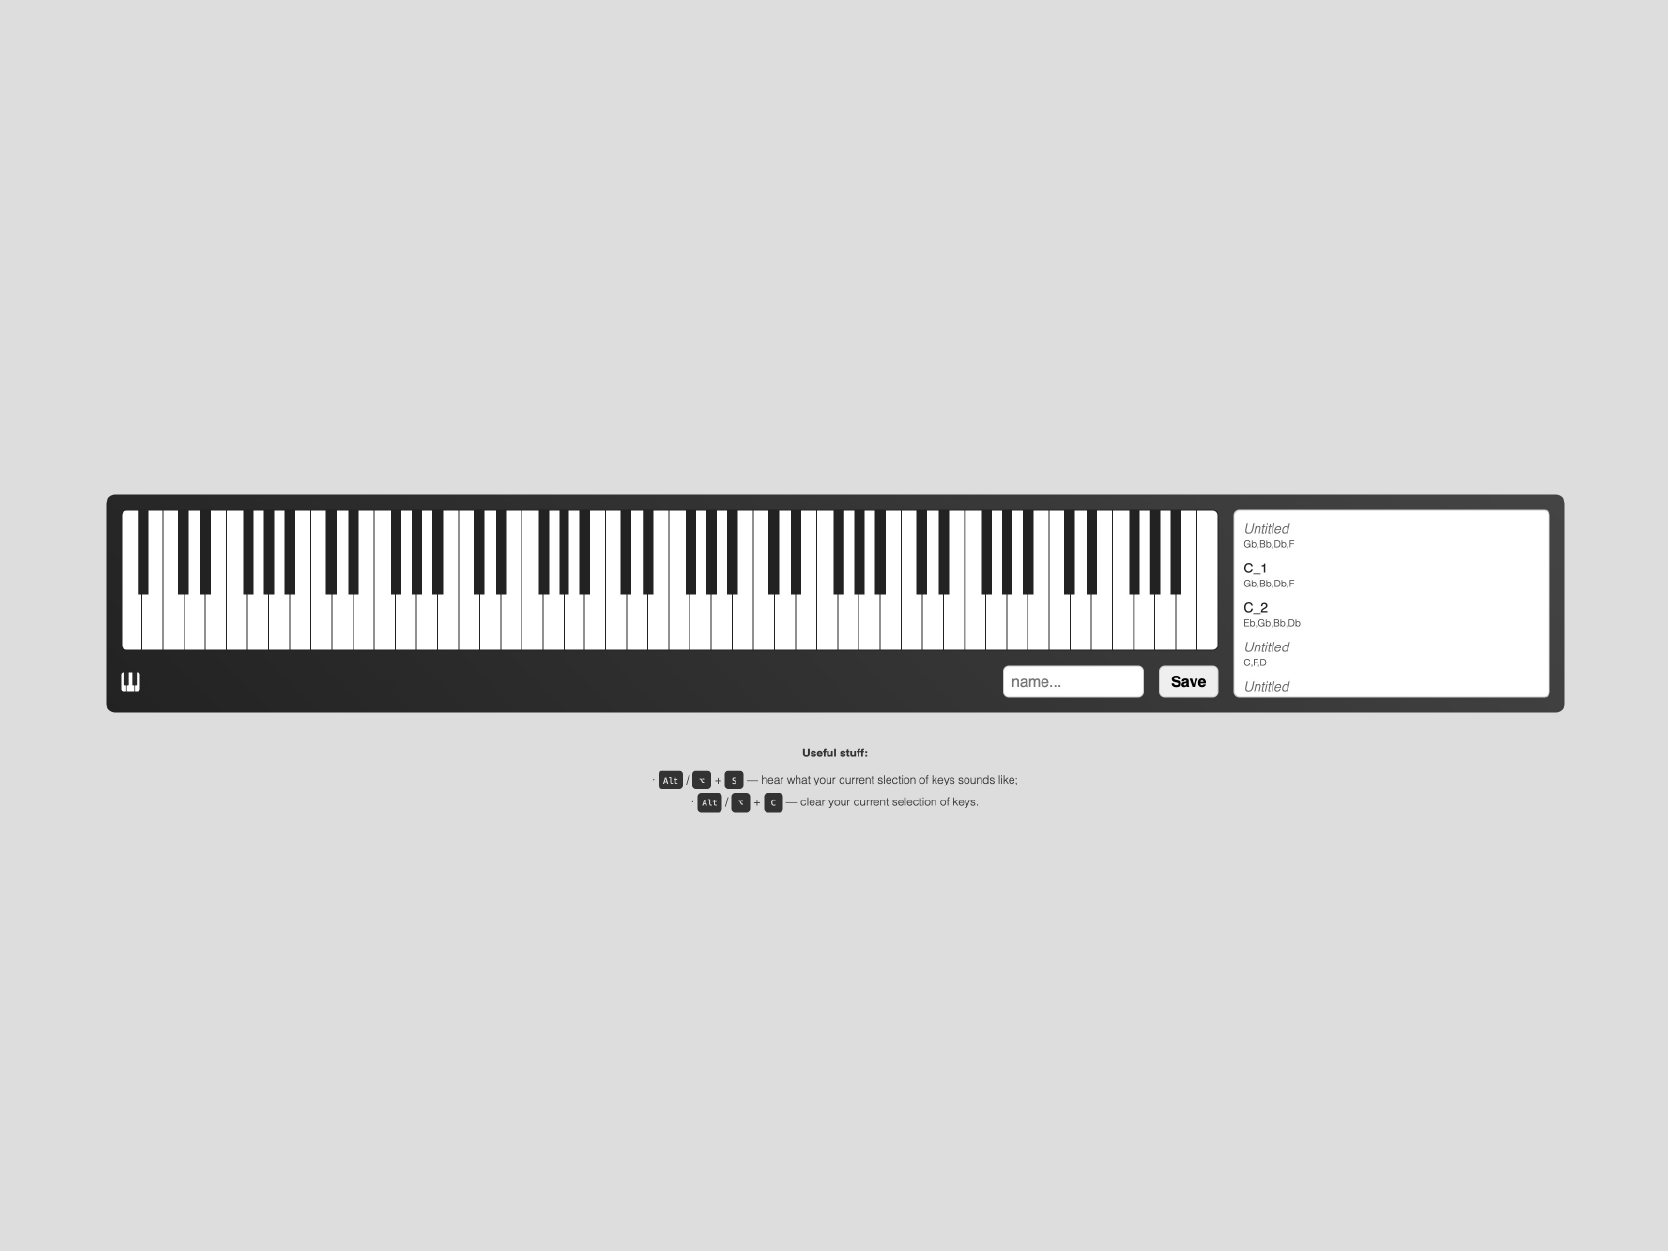 Untitled
Gb,Bb,Db,F
C_1
Gb,Bb,Db,F
C_2
Eb,Gb,Bb,Db
Untitled
C,F,D
Untitled
name...
Save
Useful stuff:
· Alt / ⌥ + S — hear what your current slection of keys sounds like;
· Alt / ⌥ + C — clear your current selection of keys.